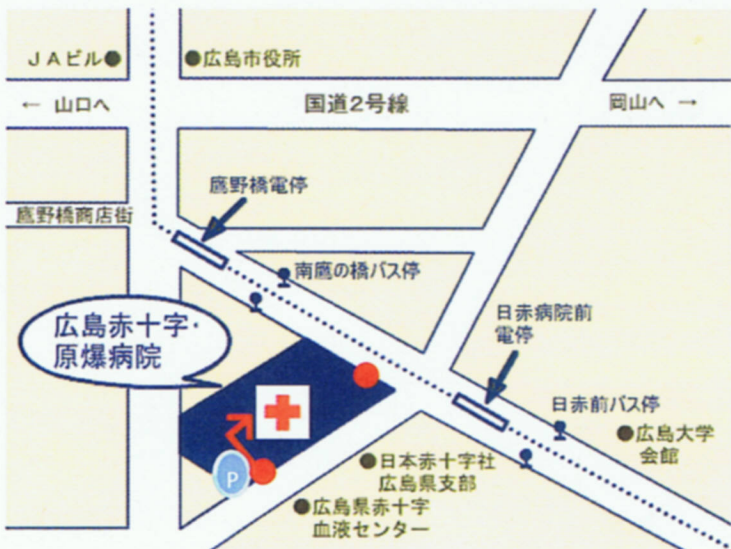 JAビル
広島市役所
← 山口へ
国道2号線
岡山へ →
鷹野橋電停
鷹野橋商店街
南鷹の橋バス停
広島赤十字・
原爆病院
日赤病院前
電停
日赤前バス停
広島大学
会館
日本赤十字社
広島県支部
P
広島県赤十字
血液センター